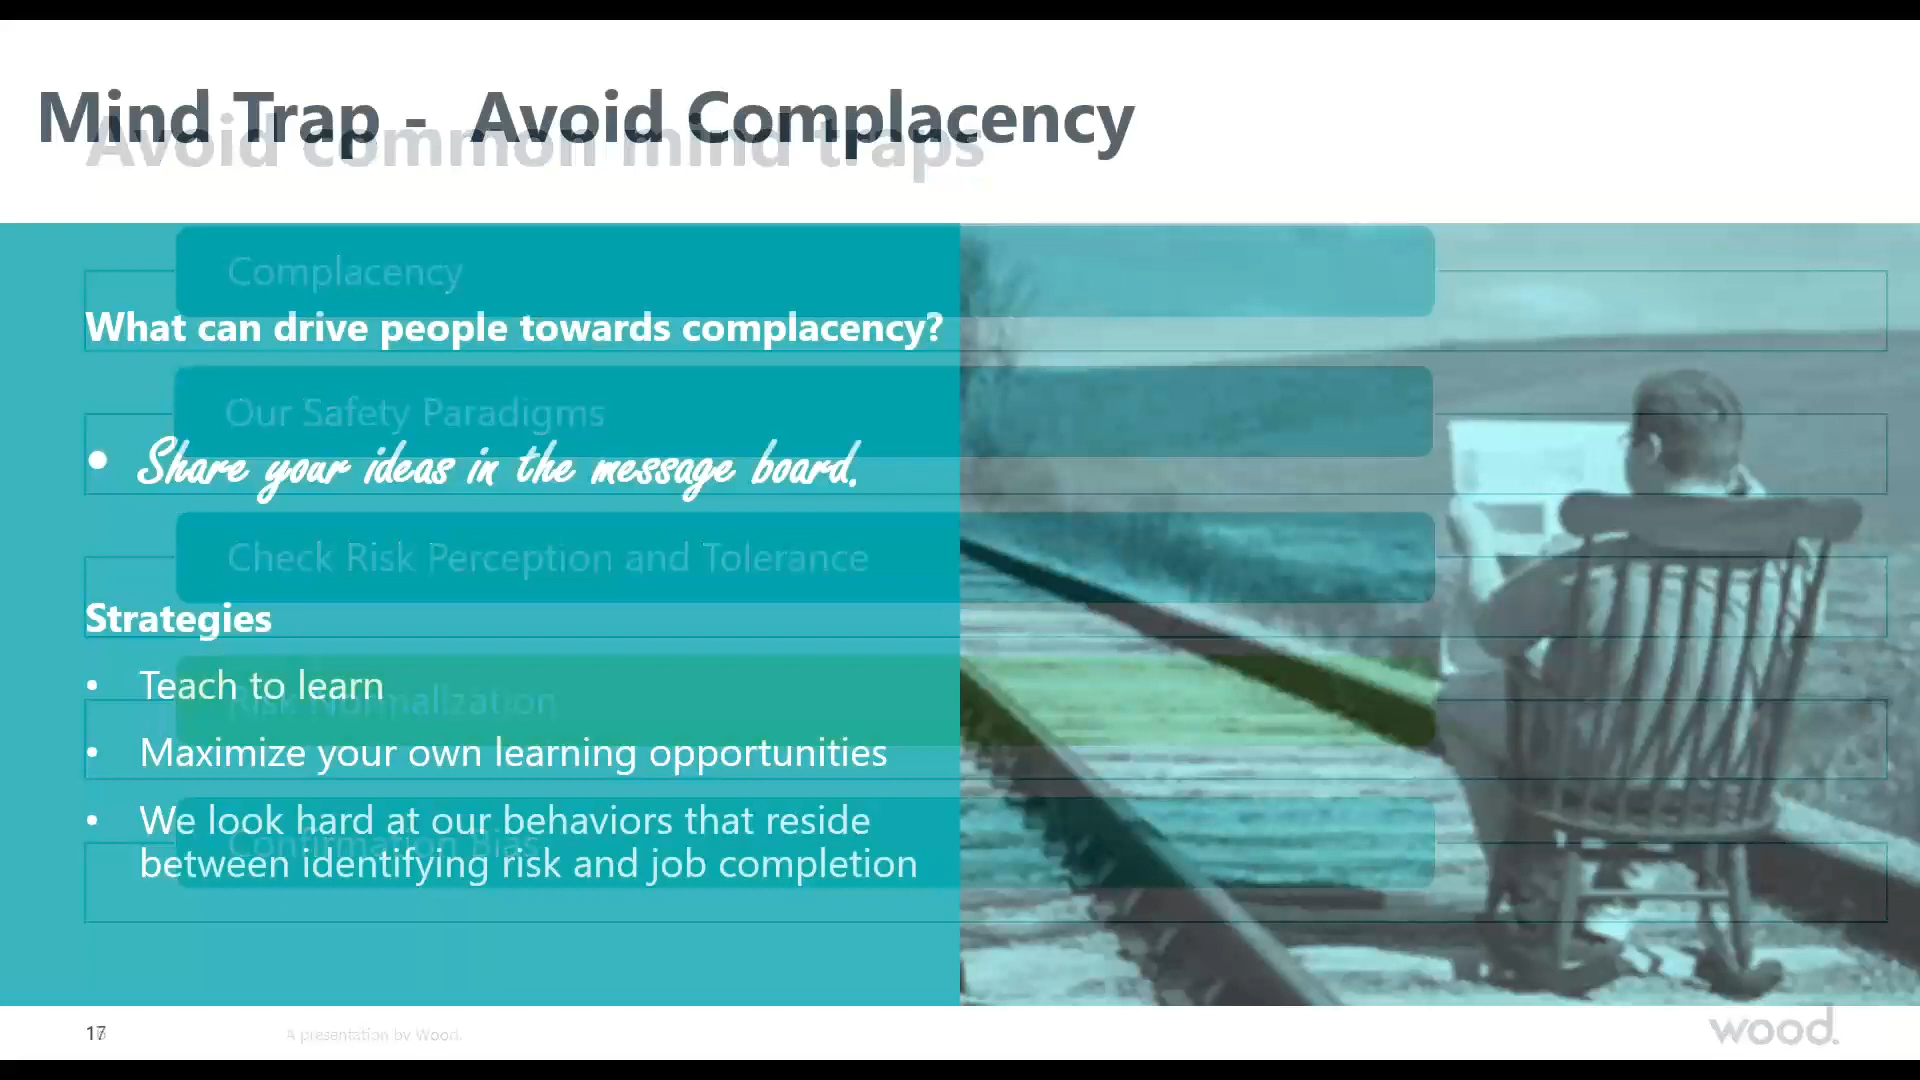 Mind Trap - Avoid Complacency
Avoid common mind traps
Complacency
What can drive people towards complacency?
Our Safety Paradigms
• Share your ideas in the message board.
Check Risk Perception and Tolerance
Strategies
• Teach to learn
Risk Normalization
• Maximize your own learning opportunities
• We look hard at our behaviors that reside
Confirmation Bias
between identifying risk and job completion
17
A presentation by Wood.
wood.